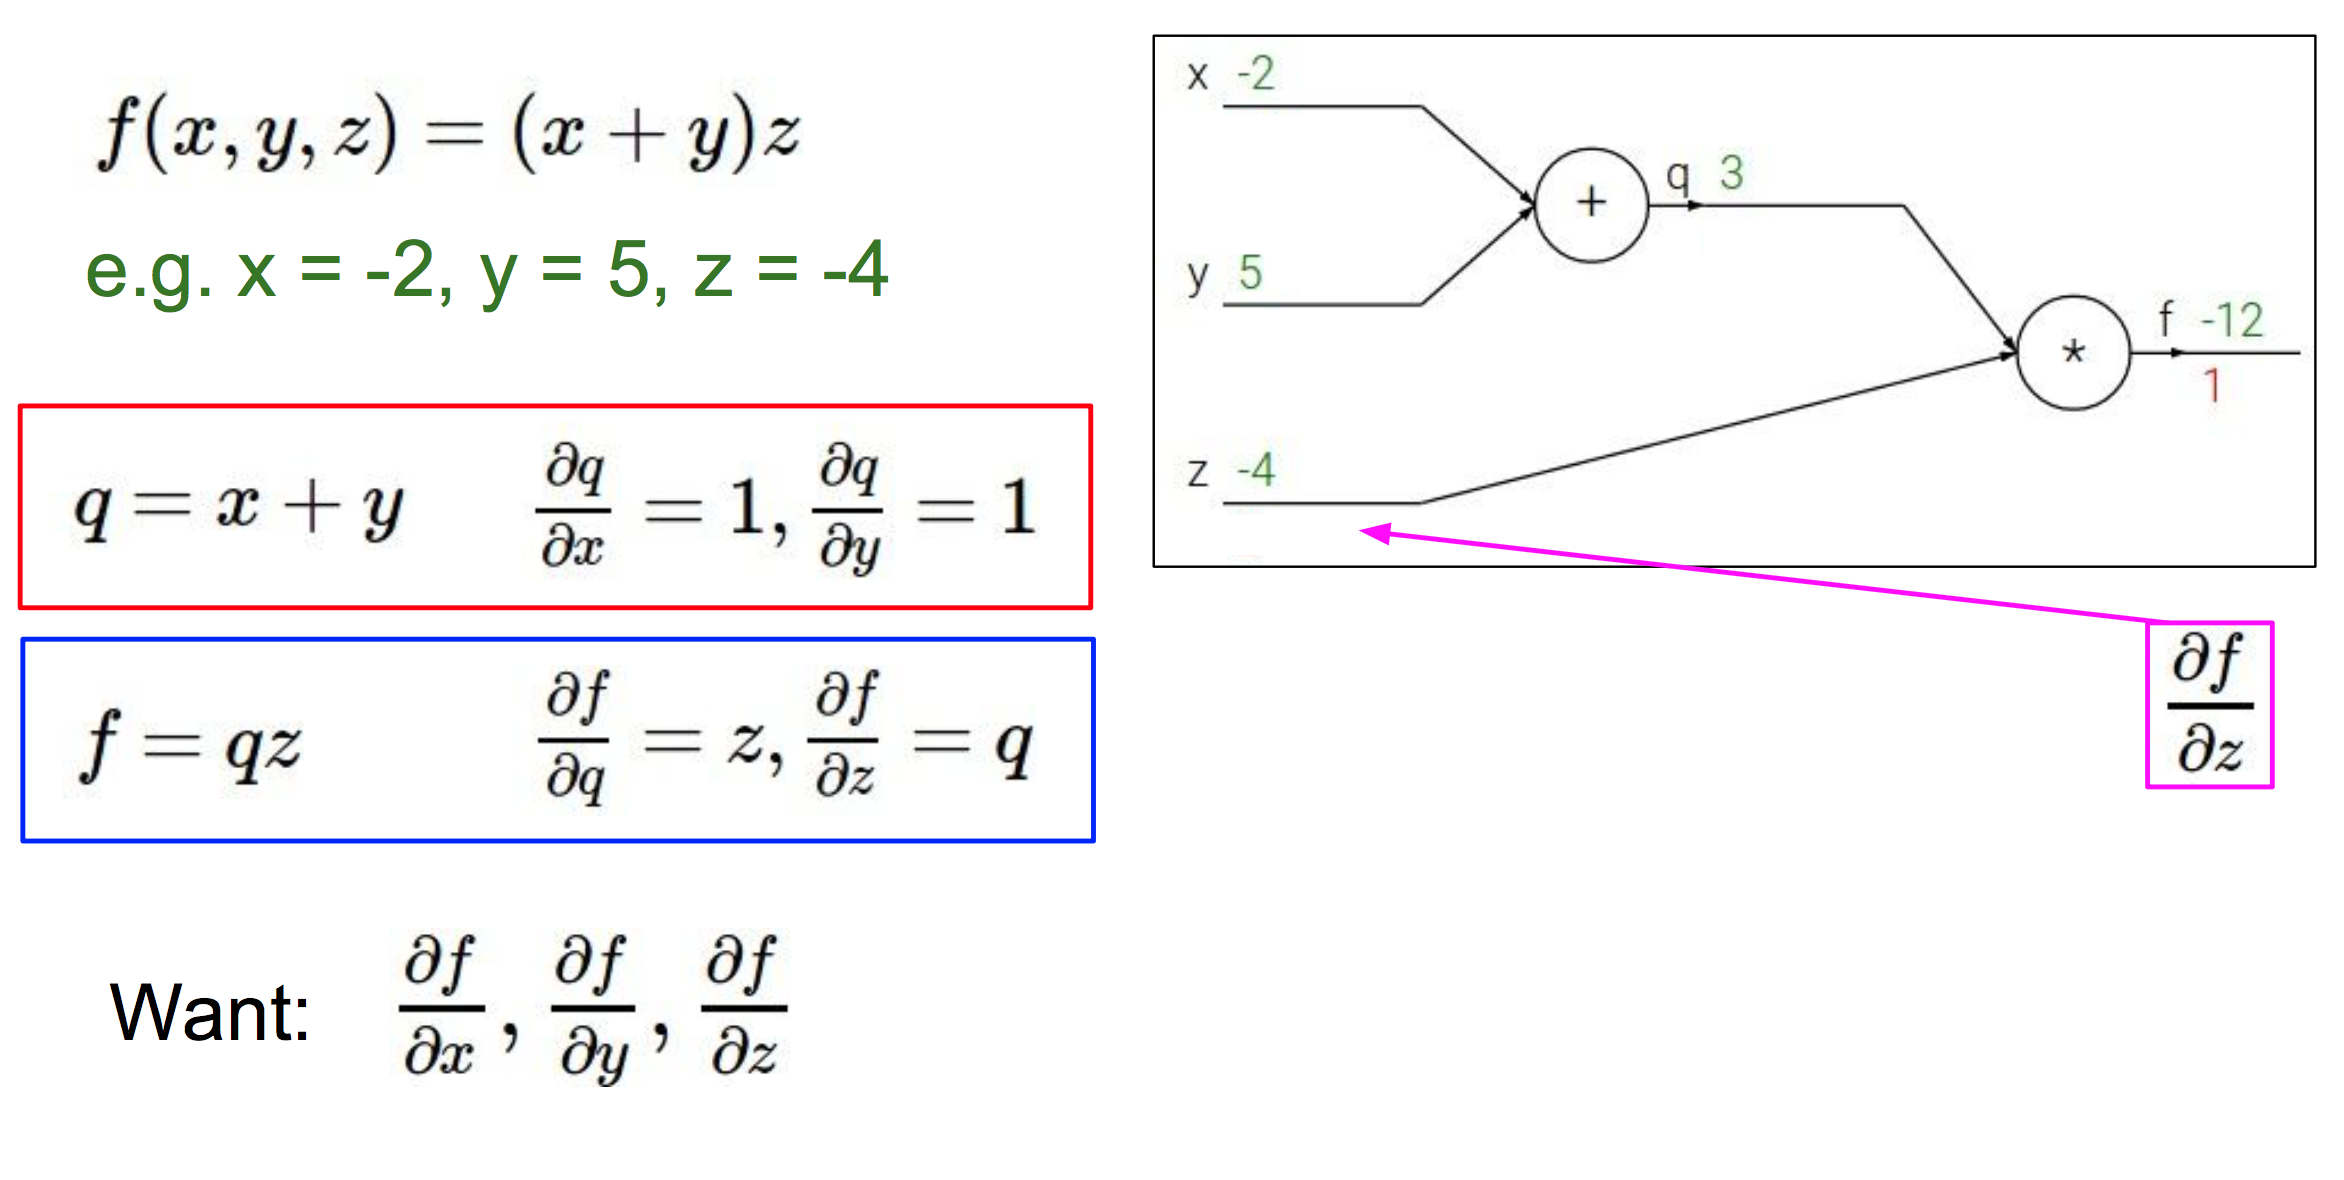 f(x, y, z) = (x + y)z
e.g. x = -2, y = 5, z = -4
q = x + y   ∂q/∂x = 1, ∂q/∂y = 1
f = qz   ∂f/∂q = z, ∂f/∂z = q
Want: ∂f/∂x, ∂f/∂y, ∂f/∂z
x -2
+
q 3
y 5
*
f -12
1
z -4
∂f/∂z